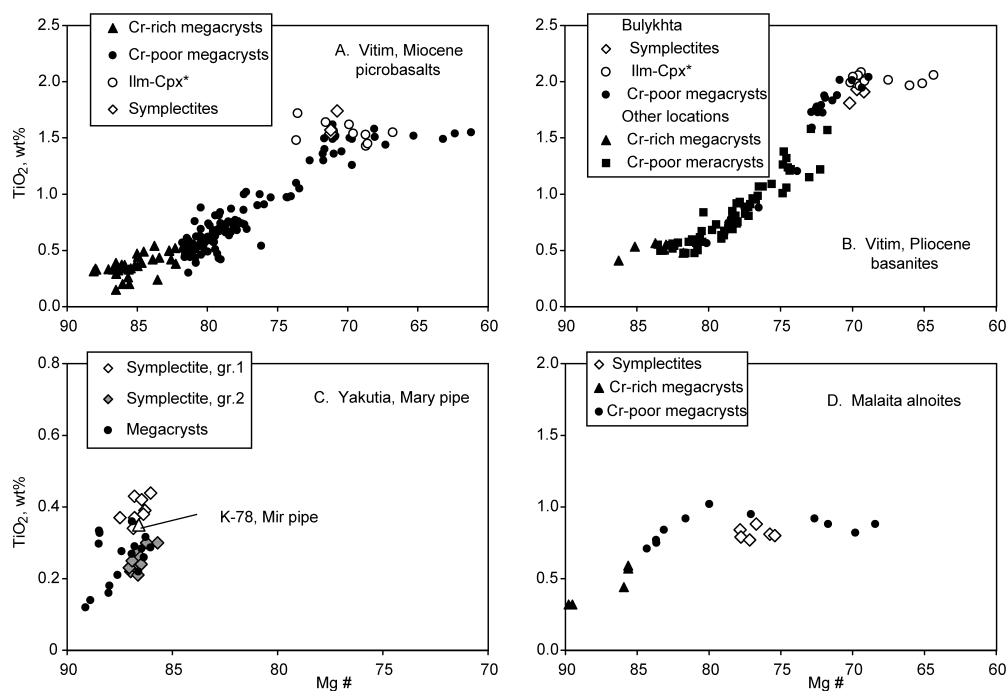 2.5
2.0
1.5
1.0
0.5
0.0
TiO2, wt%
Cr-rich megacrysts
Cr-poor megacrysts
Ilm-Cpx*
Symplectites
A. Vitim, Miocene
picrobasalts
90
85
80
75
70
65
60
2.5
2.0
1.5
1.0
0.5
0.0
Bulykhta
Symplectites
Ilm-Cpx*
Cr-poor megacrysts
Other locations
Cr-rich megacrysts
Cr-poor meracrysts
B. Vitim, Pliocene
basanites
90
80
70
60
0.8
0.6
0.4
0.2
0.0
TiO2, wt%
Symplectite, gr.1
Symplectite, gr.2
Megacrysts
C. Yakutia, Mary pipe
K-78, Mir pipe
90
85
80
75
70
Mg #
2.0
1.5
1.0
0.5
0.0
Symplectites
Cr-rich megacrysts
Cr-poor megacrysts
D. Malaita alnoites
90
80
70
60
Mg #